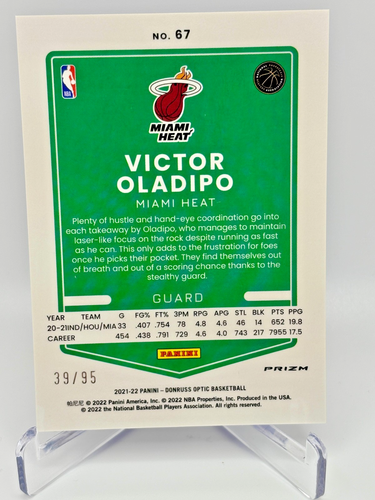 NO. 67
NBA
MIAMI
HEAT
VICTOR
OLADIPO
MIAMI HEAT
Plenty of hustle and hand-eye coordination go into
each takeaway by Oladipo, who manages to maintain
laser-like focus on the rock despite running as fast
as he can. This only adds to the frustration for foes
once he picks their pocket. They find themselves out
of breath and out of a scoring chance thanks to the
stealthy guard.
GUARD
YEAR TEAM G FG% FT% 3PM RPG APG STL BLK PTS PPG
20-21 IND/HOU/MIA 33 .407 .754 78 4.8 4.6 46 14 652 19.8
CAREER 454 .438 .791 729 4.6 4.0 743 217 7955 17.5
PANINI
39/95
PRIZM
2021-22 PANINI – DONRUSS OPTIC BASKETBALL
帕尼尼 © 2022 Panini America, Inc. © 2022 NBA Properties, Inc. Produced in the USA.
© 2022 the National Basketball Players Association. All rights reserved.